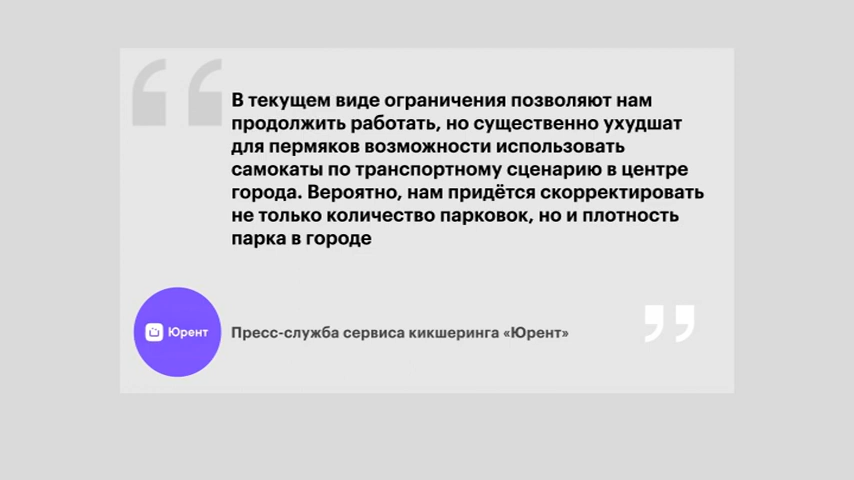 В текущем виде ограничения позволяют нам
продолжить работать, но существенно ухудшат
для пермяков возможности использовать
самокаты по транспортному сценарию в центре
города. Вероятно, нам придётся скорректировать
не только количество парковок, но и плотность
парка в городе
Юрент
Пресс-служба сервиса кикшеринга «Юрент»